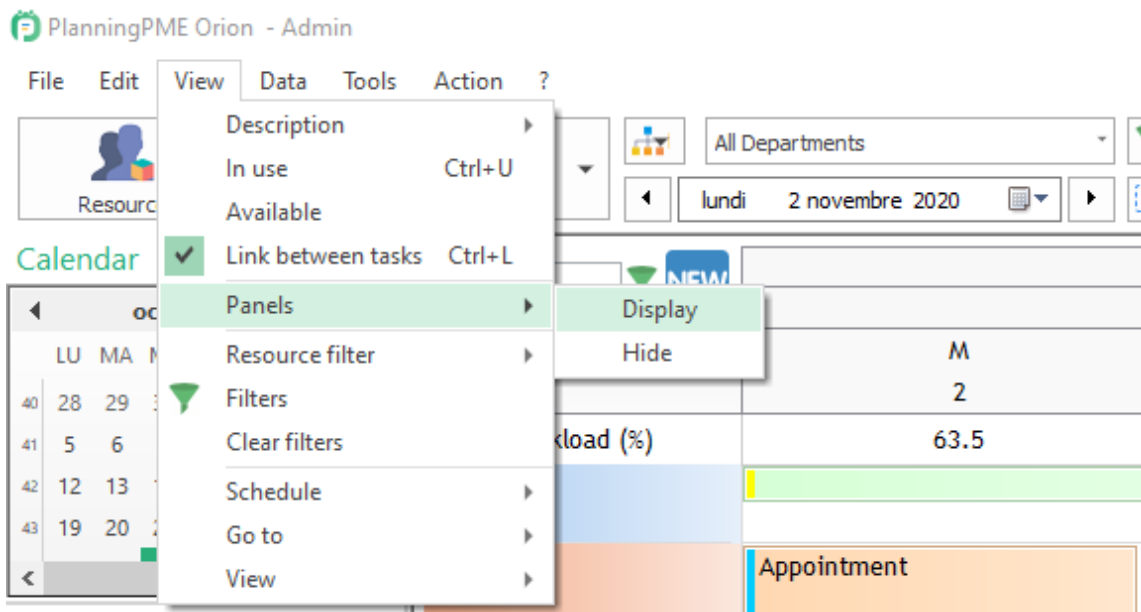 PlanningPME Orion - Admin
File Edit View Data Tools Action ?
Description
In use Ctrl+U
Available
Link between tasks Ctrl+L
Panels
Resource filter
Filters
Clear filters
Schedule
Go to
View
Display
Hide
All Departments
lundi 2 novembre 2020
Calendar
NEW
LU MA
40 28 29
41 5 6
42 12 13
43 19 20
M
2
(%)
63.5
Appointment